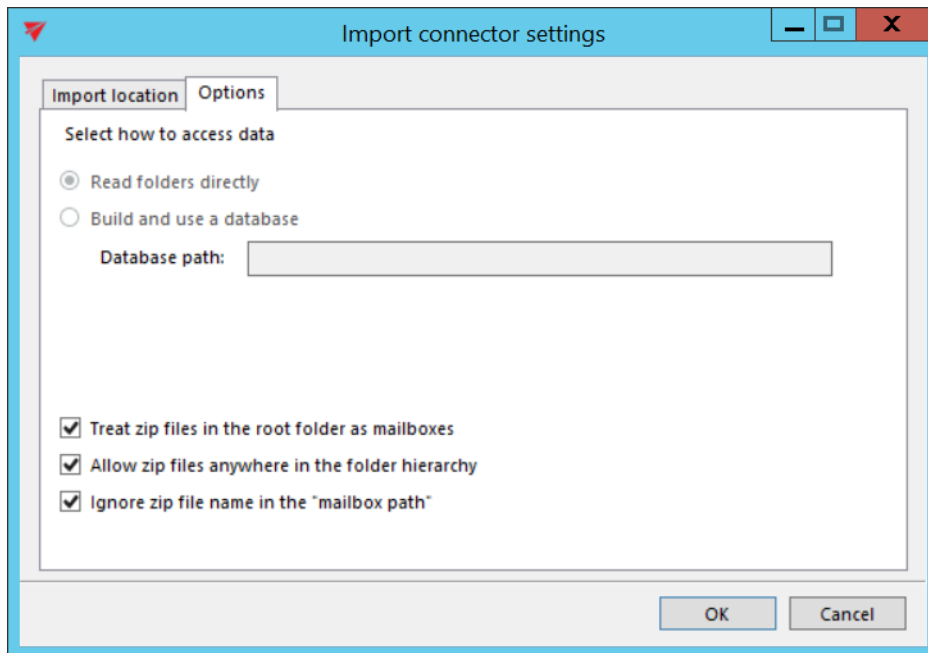 Import connector settings
Import location
Options
Select how to access data
Read folders directly
Build and use a database
Database path:
Treat zip files in the root folder as mailboxes
Allow zip files anywhere in the folder hierarchy
Ignore zip file name in the "mailbox path"
OK
Cancel